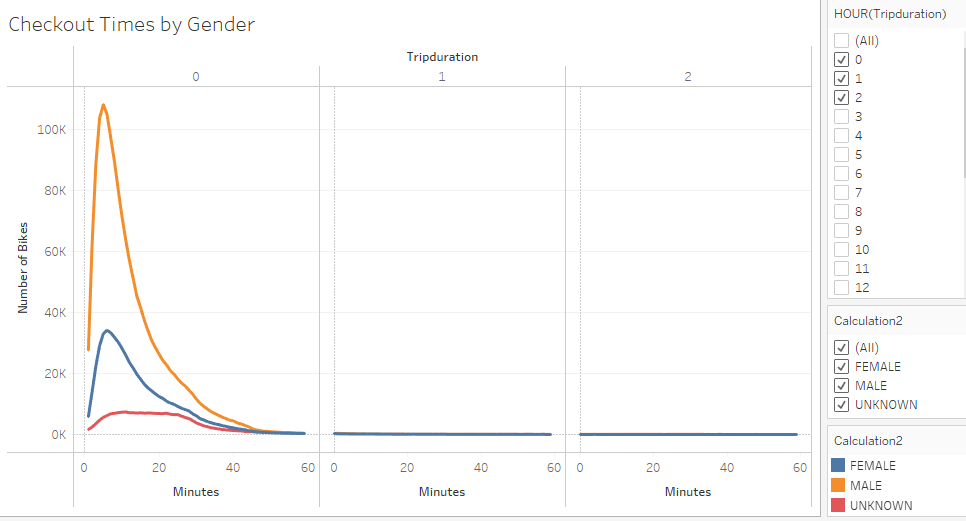 Checkout Times by Gender
Tripduration
0 1 2
100K
80K
60K
40K
20K
0K
Number of Bikes
0 20 40 60 0 20 40 60 0 20 40 60
Minutes Minutes Minutes
HOUR(Tripduration)
(All)
0
1
2
3
4
5
6
7
8
9
10
11
12
Calculation2
(All)
FEMALE
MALE
UNKNOWN
Calculation2
FEMALE
MALE
UNKNOWN